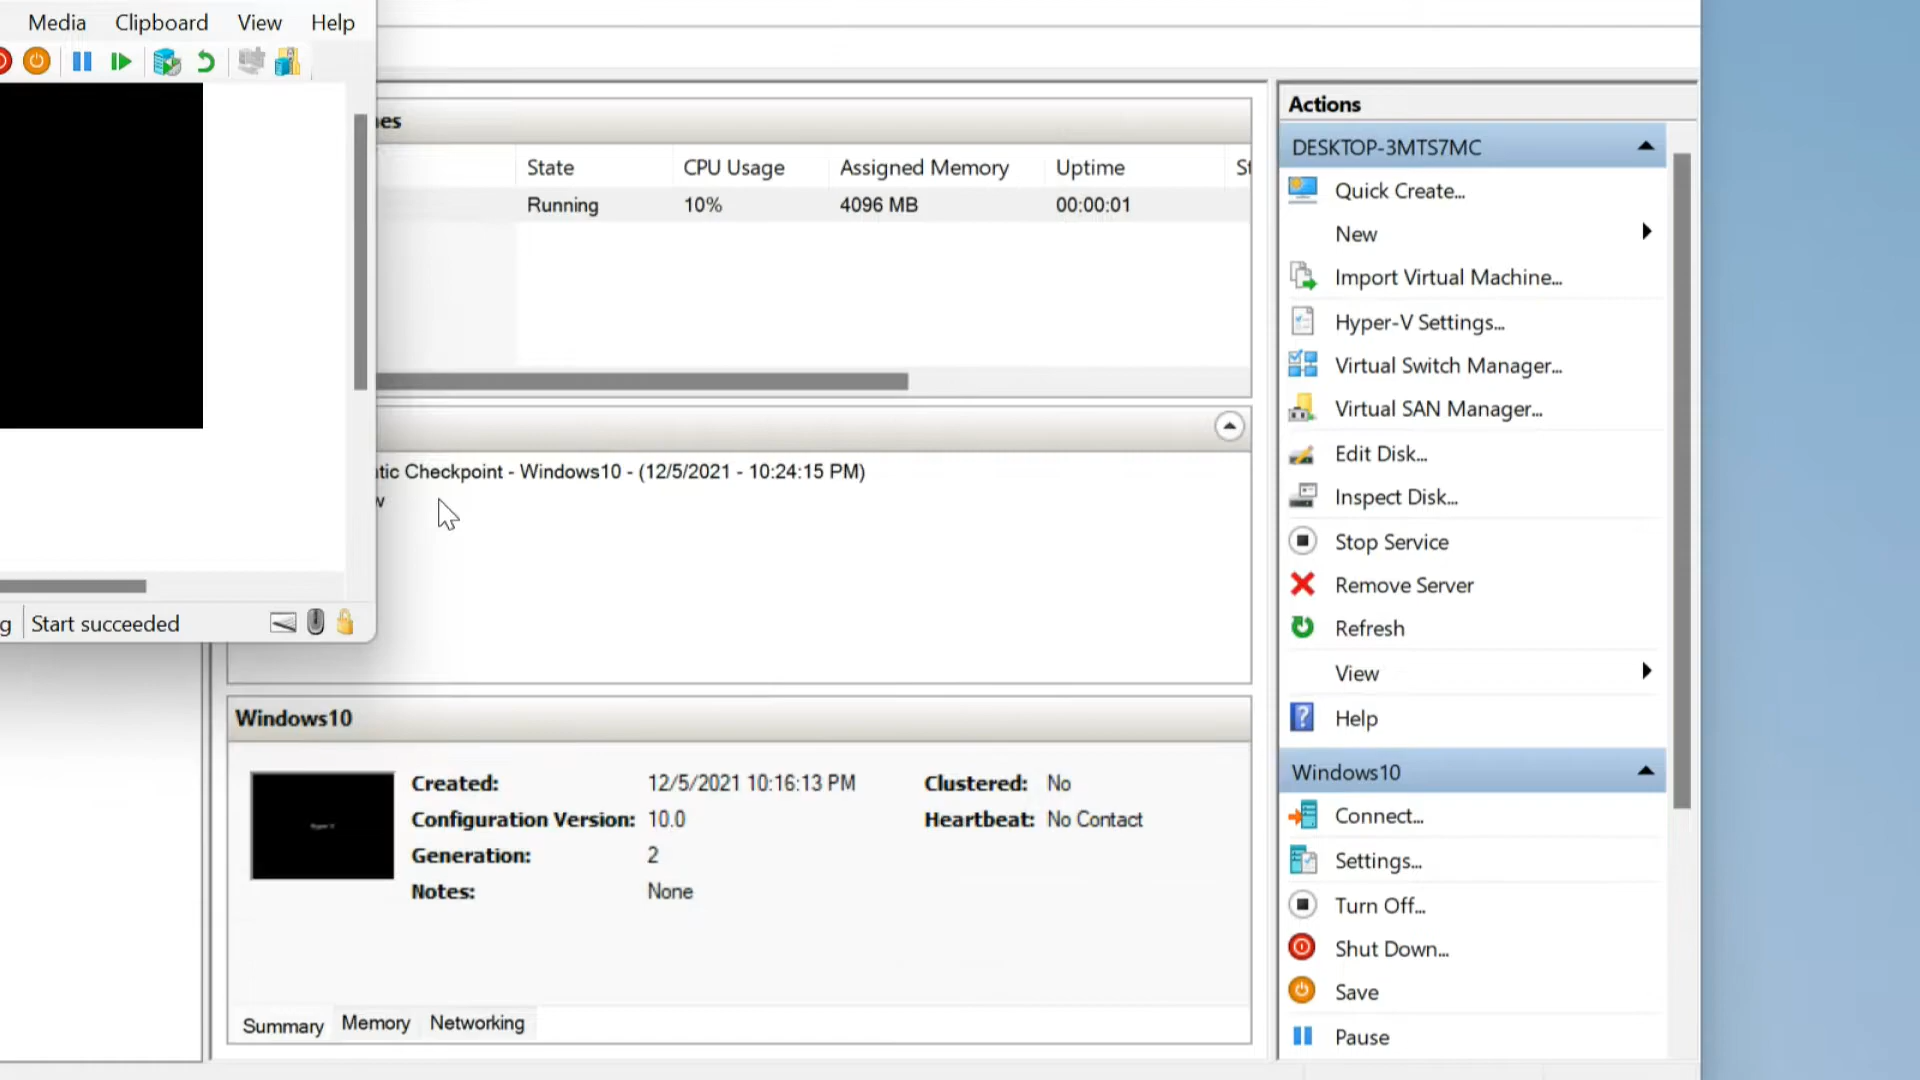 Media Clipboard View Help
g Start succeeded
es
State CPU Usage Assigned Memory Uptime St
Running 10% 4096 MB 00:00:01
tic Checkpoint - Windows10 - (12/5/2021 - 10:24:15 PM)
w
Windows10
Created: 12/5/2021 10:16:13 PM Clustered: No
Configuration Version: 10.0 Heartbeat: No Contact
Generation: 2
Notes: None
Summary Memory Networking
Actions
DESKTOP-3MTS7MC
Quick Create...
New
Import Virtual Machine...
Hyper-V Settings...
Virtual Switch Manager...
Virtual SAN Manager...
Edit Disk...
Inspect Disk...
Stop Service
Remove Server
Refresh
View
Help
Windows10
Connect...
Settings...
Turn Off...
Shut Down...
Save
Pause